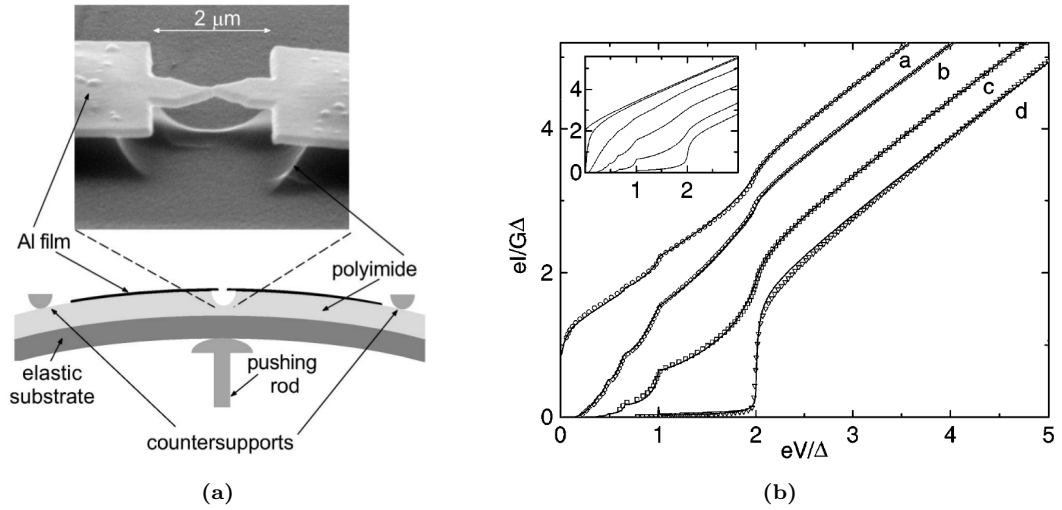 2 μm
Al film
polyimide
elastic
substrate
pushing
rod
countersupports
(a)
a
b
c
d
4
2
0
0
1
2
3
4
5
eI/GΔ
eV/Δ
4
2
0
1
2
(b)